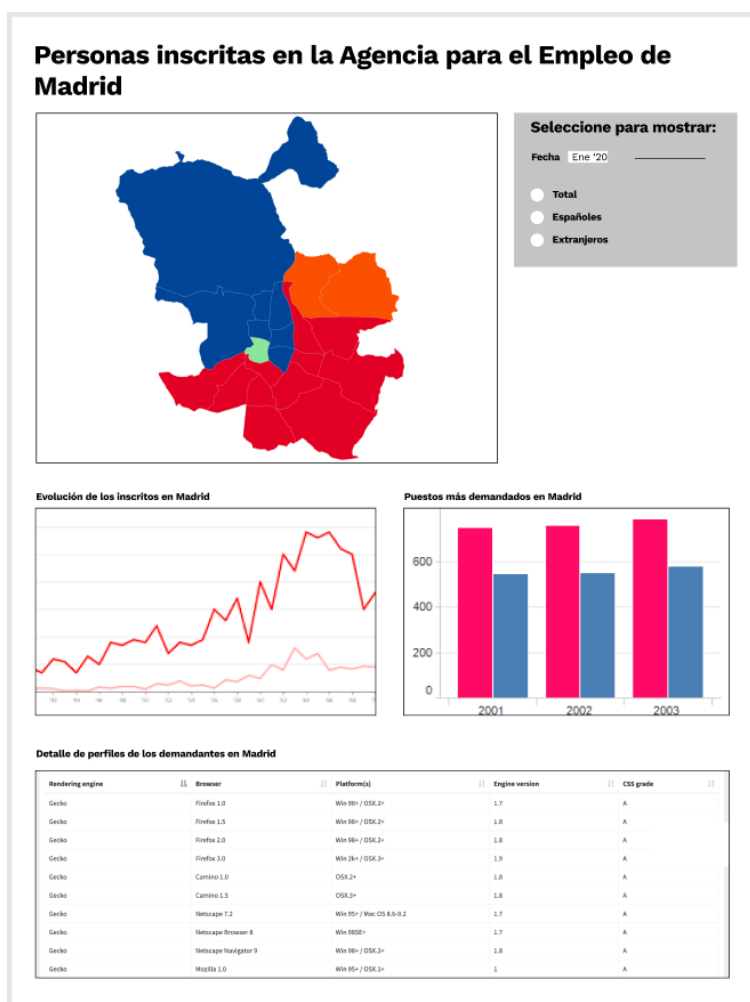 Personas inscritas en la Agencia para el Empleo de
Madrid
Seleccione para mostrar:
Fecha Ene '20
Total
Españoles
Extranjeros
Evolución de los inscritos en Madrid
Puestos más demandados en Madrid
600
400
200
0
2001 2002 2003
Detalle de perfiles de los demandantes en Madrid
Rendering engine Browser Platform(s) Engine version CSS grade
Gecko Firefox 1.0 Win 98+ / OSX.2+ 1.7 A
Gecko Firefox 1.5 Win 98+ / OSX.2+ 1.8 A
Gecko Firefox 2.0 Win 98+ / OSX.2+ 1.8 A
Gecko Firefox 3.0 Win 2k+ / OSX.3+ 1.9 A
Gecko Camino 1.0 OSX.2+ 1.8 A
Gecko Camino 1.5 OSX.3+ 1.8 A
Gecko Netscape 7.2 Win 95+ / Mac OS 8.6-9.2 1.7 A
Gecko Netscape Browser 8 Win 98SE+ 1.7 A
Gecko Netscape Navigator 9 Win 98+ / OSX.2+ 1.8 A
Gecko Mozilla 1.0 Win 95+ / OSX.1+ 1 A